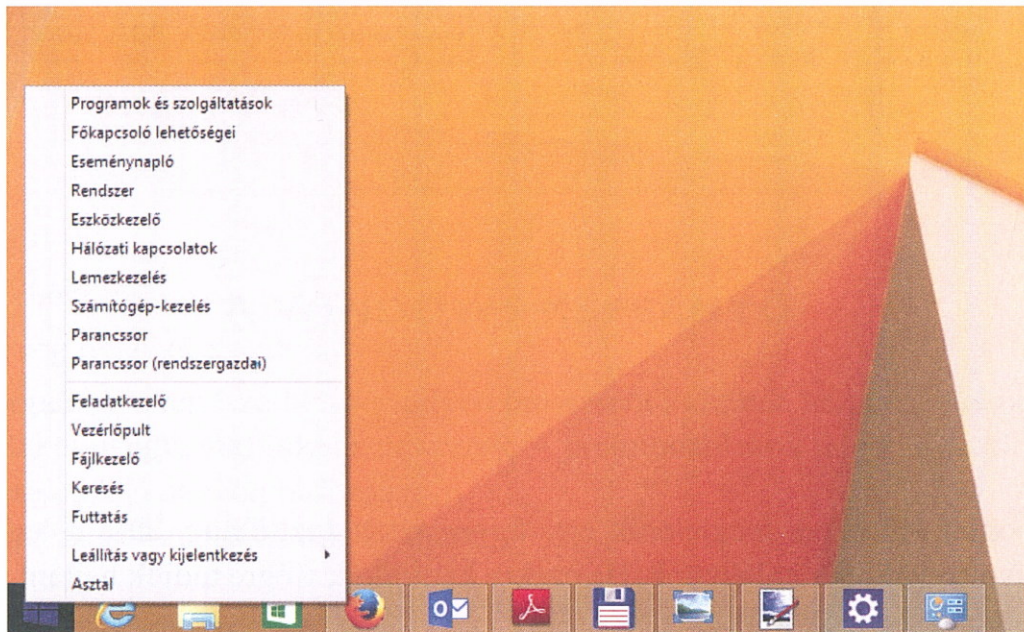 Programok és szolgáltatások
Főkapcsoló lehetőségei
Eseménynapló
Rendszer
Eszközkezelő
Hálózati kapcsolatok
Lemezkezelés
Számítógép-kezelés
Parancssor
Parancssor (rendszergazdai)
Feladatkezelő
Vezérlőpult
Fájlkezelő
Keresés
Futtatás
Leállítás vagy kijelentkezés
Asztal